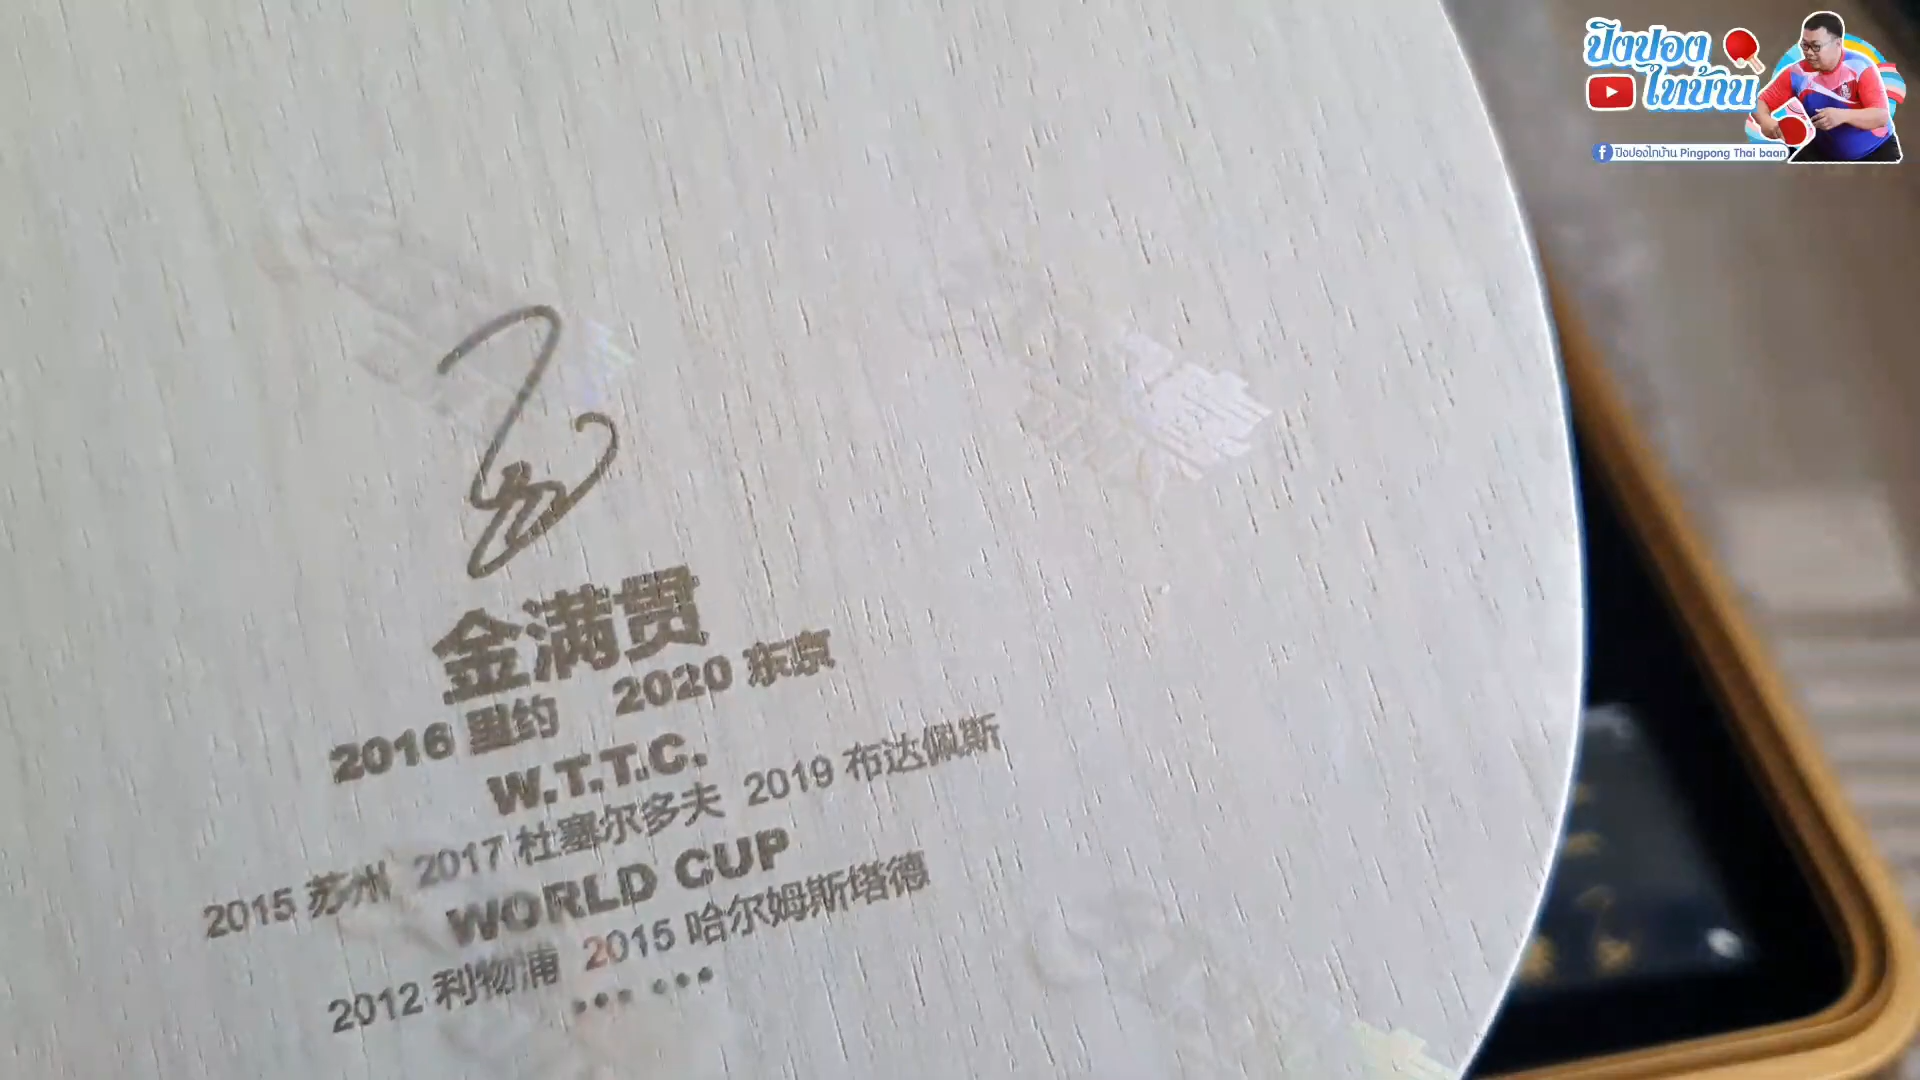 ปิงปอง
ไทบ้าน
ปิงปองไทบ้าน Pingpong Thai baan
金满贯
2016 里约 2020 东京
W.T.T.C.
2015 苏州 2017 杜塞尔多夫 2019 布达佩斯
WORLD CUP
2012 利物浦 2015 哈尔姆斯塔德
••• •••